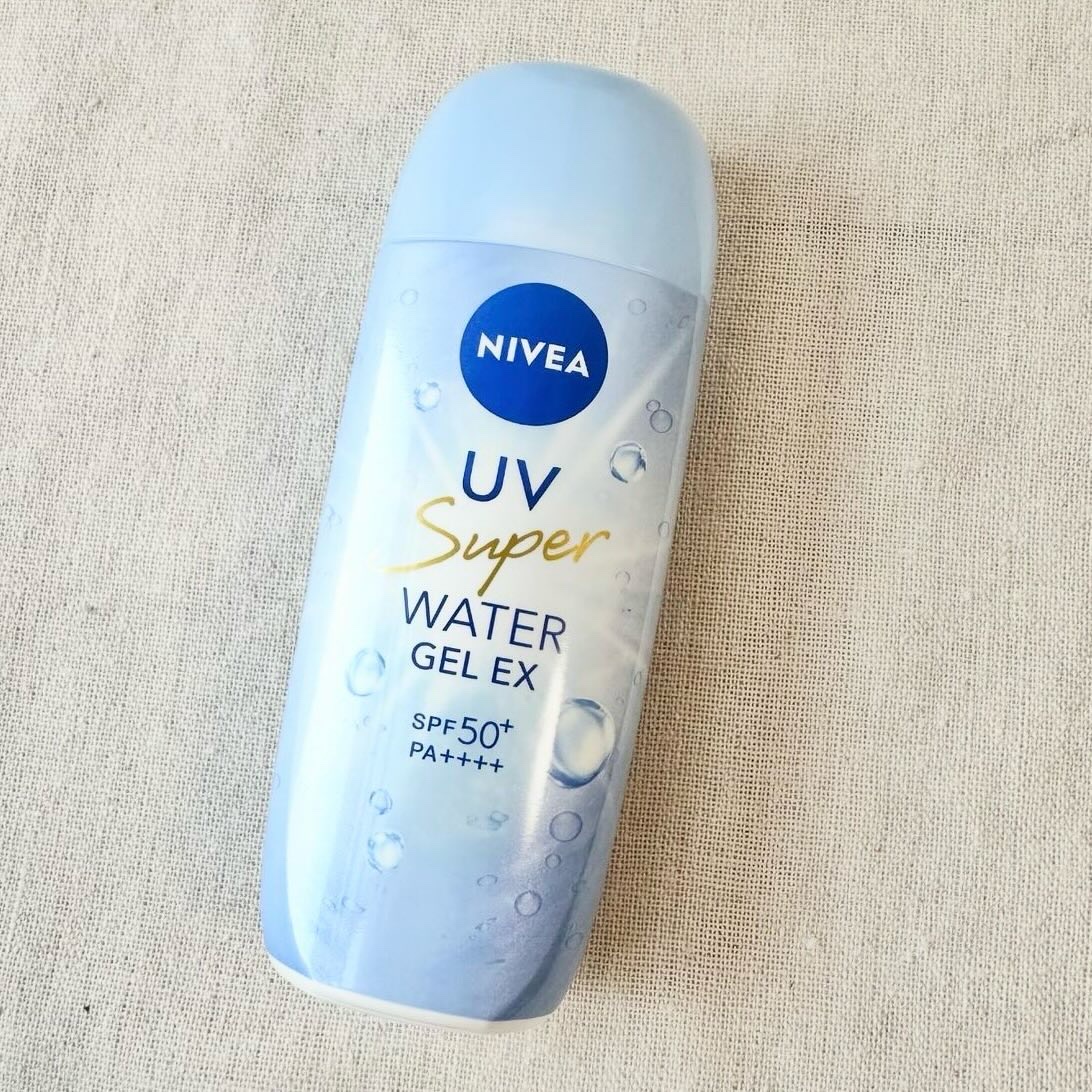 NIVEA
UV
Super
WATER
GEL EX
SPF50+
PA++++